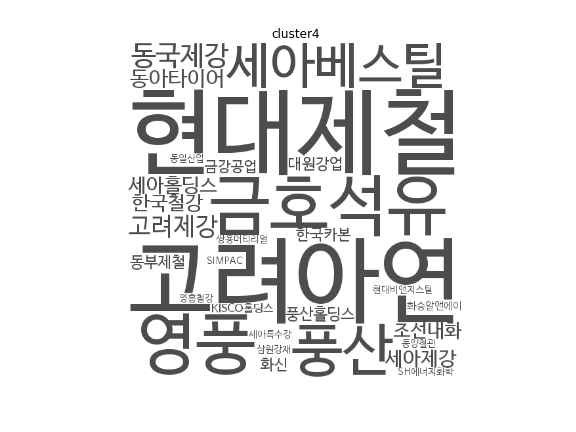 cluster4
동국제강
세아베스틸
동아타이어
현대제철
동일산업
금강공업
대원강업
세아홀딩스
한국철강
금호석유
고려제강
쌍용머티리얼
한국카본
고려아연
동부제철
SIMPAC
현대비앤지스틸
영흥철강
KISCO홀딩스
풍산홀딩스
화승알앤에이
영풍
세아특수강
풍산
조선내화
동양철관
삼원강재
세아제강
화신
SH에너지화학